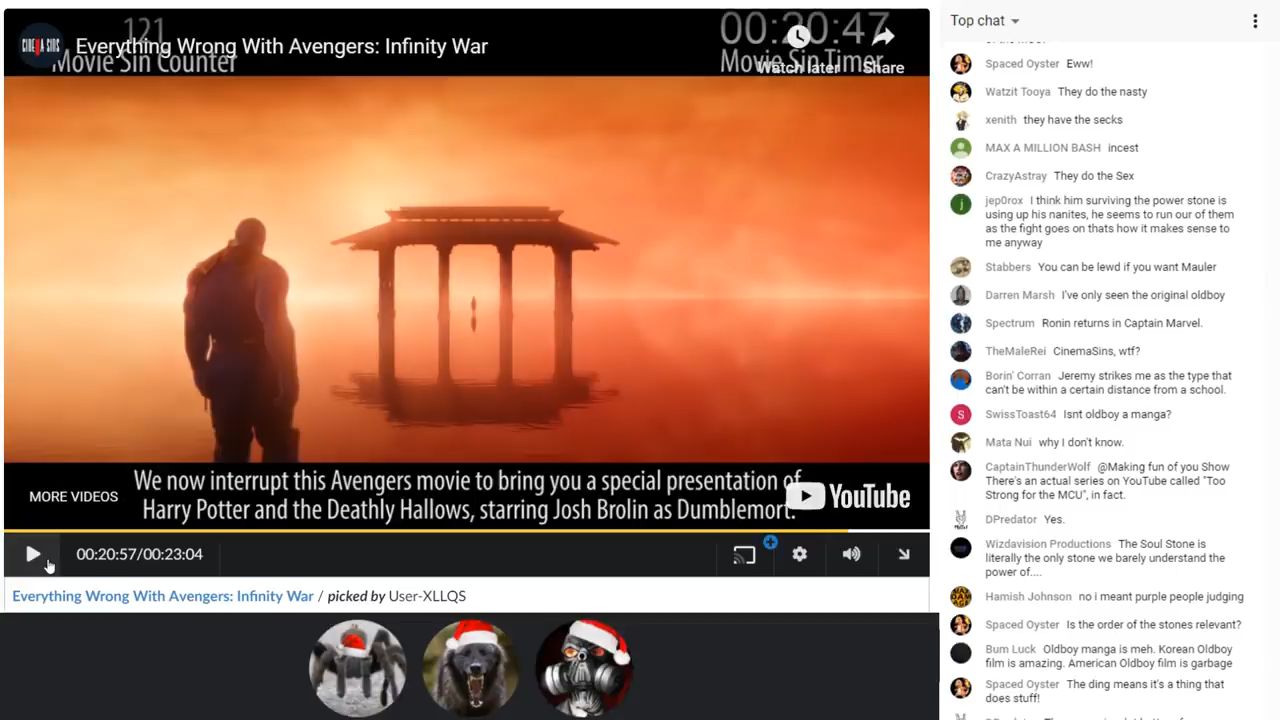 121
Movie Sin Counter
CINEMA SINS
Everything Wrong With Avengers: Infinity War
00:20:47
Movie Sin Timer
Watch later
Share
We now interrupt this Avengers movie to bring you a special presentation of
Harry Potter and the Deathly Hallows, starring Josh Brolin as Dumblemort.
MORE VIDEOS
YouTube
00:20:57/00:23:04
Everything Wrong With Avengers: Infinity War / picked by User-XLLQS
Top chat
Spaced Oyster Eww!
Watzit Tooya They do the nasty
xenith they have the secks
MAX A MILLION BASH incest
CrazyAstray They do the Sex
j
jep0rox I think him surviving the power stone is
using up his nanites, he seems to run our of them
as the fight goes on thats how it makes sense to
me anyway
Stabbers You can be lewd if you want Mauler
Darren Marsh I've only seen the original oldboy
Spectrum Ronin returns in Captain Marvel.
TheMaleRei CinemaSins, wtf?
Borin' Corran Jeremy strikes me as the type that
can't be within a certain distance from a school.
S
SwissToast64 Isnt oldboy a manga?
Mata Nui why I don't know.
CaptainThunderWolf @Making fun of you Show
There's an actual series on YouTube called "Too
Strong for the MCU", in fact.
DPredator Yes.
Wizdavision Productions The Soul Stone is
literally the only stone we barely understand the
power of....
Hamish Johnson no i meant purple people judging
Spaced Oyster Is the order of the stones relevant?
Bum Luck Oldboy manga is meh. Korean Oldboy
film is amazing. American Oldboy film is garbage
Spaced Oyster The ding means it's a thing that
does stuff!